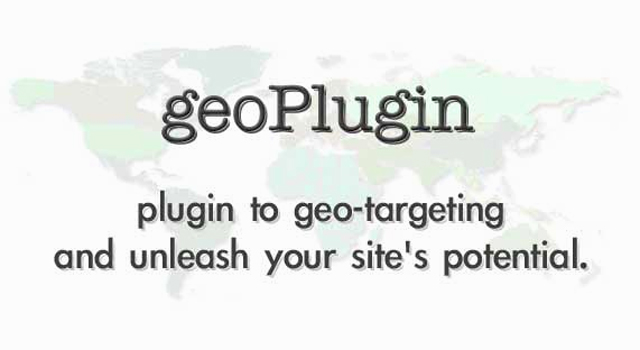 geoPlugin
plugin to geo-targeting
and unleash your site's potential.